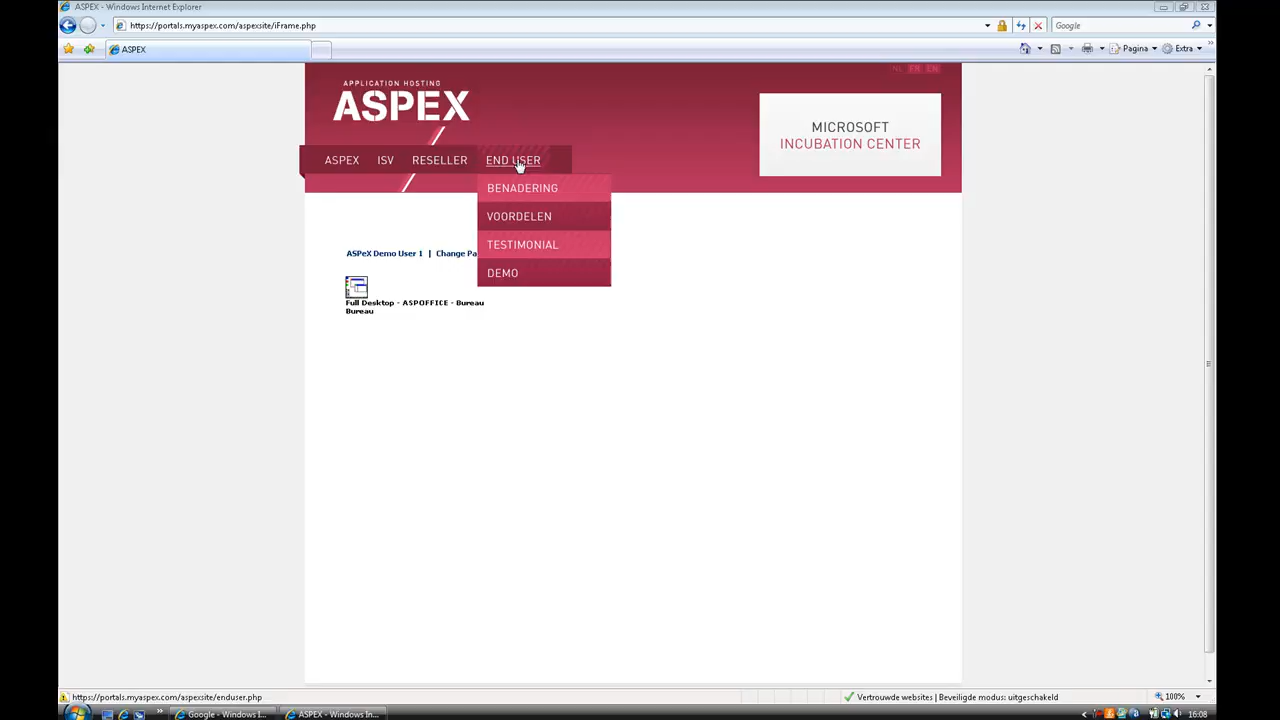 ASPEX - Windows Internet Explorer
https://portals.myaspex.com/aspexsite/iFrame.php
Google
ASPEX
Pagina
Extra
NL FR EN
APPLICATION HOSTING
ASPEX
MICROSOFT
INCUBATION CENTER
ASPEX ISV RESELLER END USER
BENADERING
VOORDELEN
TESTIMONIAL
DEMO
ASPeX Demo User 1 | Change Pa
Full Desktop - ASPOFFICE - Bureau
Bureau
https://portals.myaspex.com/aspexsite/enduser.php
Vertrouwde websites | Beveiligde modus: uitgeschakeld
100%
Google - Windows I...
ASPEX - Windows In...
16:08